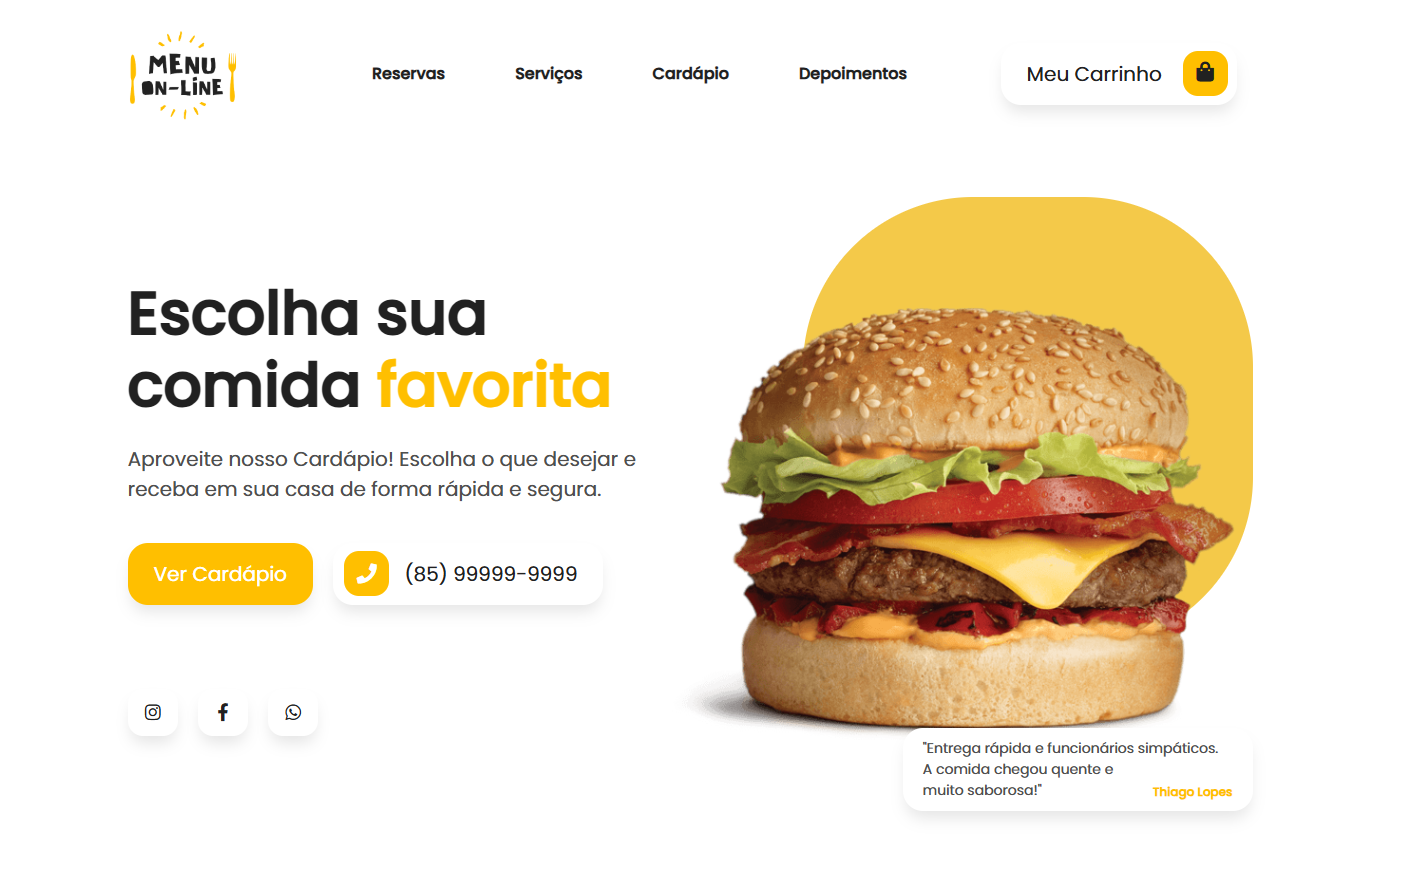 MENU
ON-LiNE
Reservas
Serviços
Cardápio
Depoimentos
Meu Carrinho
Escolha sua
comida favorita
Aproveite nosso Cardápio! Escolha o que desejar e
receba em sua casa de forma rápida e segura.
Ver Cardápio
(85) 99999-9999
"Entrega rápida e funcionários simpáticos.
A comida chegou quente e
muito saborosa!"
Thiago Lopes